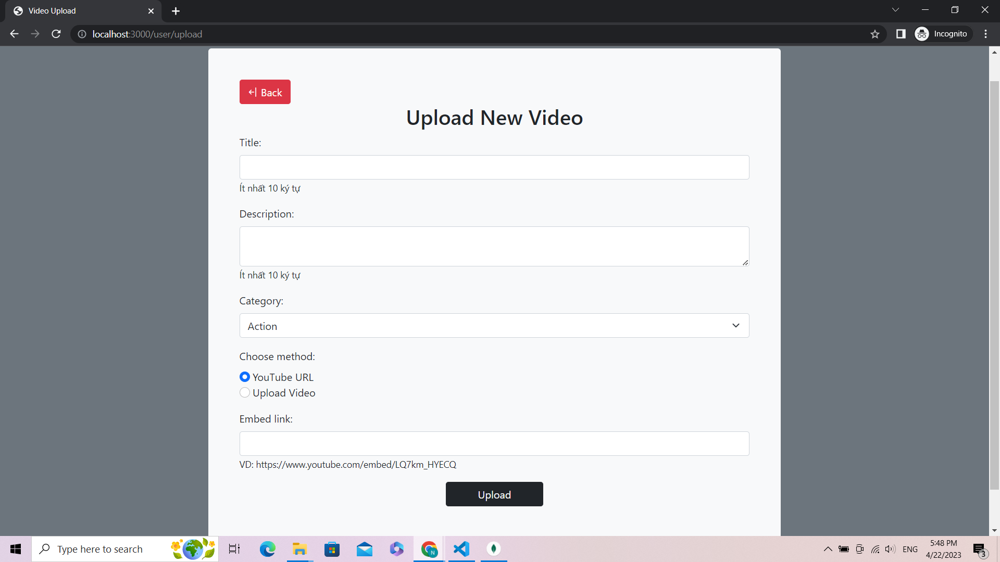 Video Upload
localhost:3000/user/upload
Incognito
Back
Upload New Video
Title:
Ít nhất 10 ký tự
Description:
Ít nhất 10 ký tự
Category:
Action
Choose method:
YouTube URL
Upload Video
Embed link:
VD: https://www.youtube.com/embed/LQ7km_HYECQ
Upload
Type here to search
N
ENG
5:48 PM
4/22/2023
3